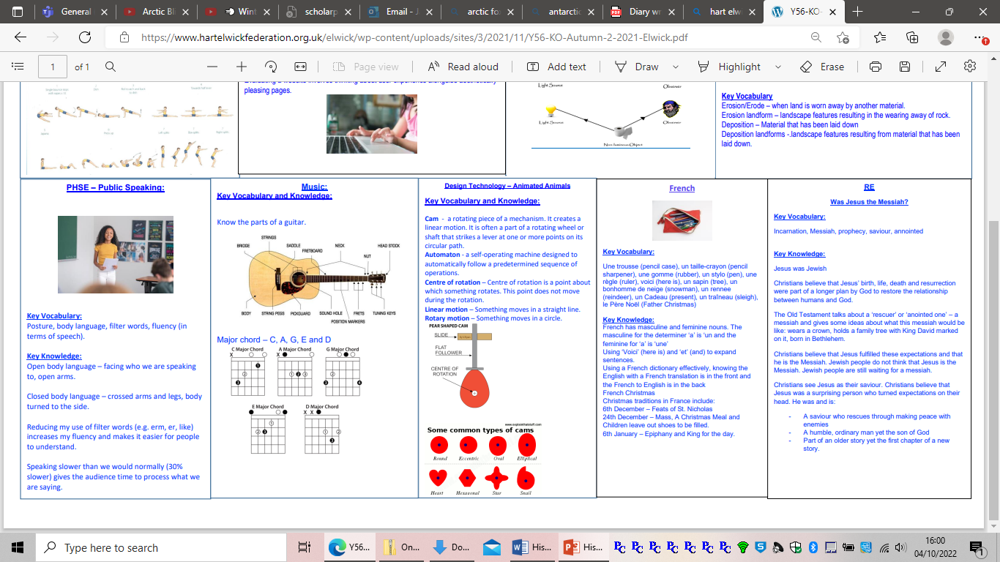 General
Arctic Bl
Wint
scholarp
Email - J
arctic fo
antarctic
Diary wr
hart elw
Y56-KO-
https://www.hartelwickfederation.org.uk/elwick/wp-content/uploads/sites/3/2021/11/Y56-KO-Autumn-2-2021-Elwick.pdf
1 of 1
Page view
Read aloud
Add text
Draw
Highlight
Erase
pleasing pages.
Light Source
Observer
Light Source
Observer
Non-luminous Object
Key Vocabulary
Erosion/Erode – when land is worn away by another material.
Erosion landform – landscape features resulting in the wearing away of rock.
Deposition – Material that has been laid down
Deposition landforms -.landscape features resulting from material that has been
laid down.
PHSE – Public Speaking:
Key Vocabulary:
Posture, body language, filter words, fluency (in
terms of speech).
Key Knowledge:
Open body language – facing who we are speaking
to, open arms.
Closed body language – crossed arms and legs, body
turned to the side.
Reducing my use of filter words (e.g. erm, er, like)
increases my fluency and makes it easier for people
to understand.
Speaking slower than we would normally (30%
slower) gives the audience time to process what we
are saying.
Music:
Key Vocabulary and Knowledge:
Know the parts of a guitar.
STRINGS
BRIDGE
SADDLE
FRETBOARD
NECK
HEAD STOCK
NUT
BODY
STRING PEGS
PICKGUARD
SOUND HOLE
FRETS
TUNING KEYS
POSITION MARKERS
Major chord – C, A, G, E and D
C Major Chord
A Major Chord
G Major Chord
E Major Chord
D Major Chord
Design Technology – Animated Animals
Key Vocabulary and Knowledge:
Cam - a rotating piece of a mechanism. It creates a
linear motion. It is often a part of a rotating wheel or
shaft that strikes a lever at one or more points on its
circular path.
Automaton - a self-operating machine designed to
automatically follow a predetermined sequence of
operations.
Centre of rotation – Centre of rotation is a point about
which something rotates. This point does not move
during the rotation.
Linear motion – Something moves in a straight line.
Rotary motion – Something moves in a circle.
PEAR SHAPED CAM
SLIDE
FLAT
FOLLOWER
CENTRE OF
ROTATION
www.explainthatstuff.com
Some common types of cams
Round
Eccentric
Oval
Elliptical
Heart
Hexagonal
Star
Snail
French
Key Vocabulary:
Une trousse (pencil case), un taille-crayon (pencil
sharpener), une gomme (rubber), un stylo (pen), une
règle (ruler), voici (here is), un sapin (tree), un
bonhomme de neige (snowman), un rennee
(reindeer), un Cadeau (present), un traîneau (sleigh),
le Père Noël (Father Christmas)
Key Knowledge:
French has masculine and feminine nouns. The
masculine for the determiner ‘a’ is ‘un and the
feminine for ‘a’ is ‘une’
Using ‘Voici’ (here is) and ‘et’ (and) to expand
sentences.
Using a French dictionary effectively, knowing the
English with a French translation is in the front and
the French to English is in the back
French Christmas
Christmas traditions in France include:
6th December – Feats of St. Nicholas
24th December – Mass, A Christmas Meal and
Children leave out shoes to be filled.
6th January – Epiphany and King for the day.
RE
Was Jesus the Messiah?
Key Vocabulary:
Incarnation, Messiah, prophecy, saviour, annointed
Key Knowledge:
Jesus was Jewish
Christians believe that Jesus’ birth, life, death and resurrection
were part of a longer plan by God to restore the relationship
between humans and God.
The Old Testament talks about a ‘rescuer’ or ‘anointed one’ – a
messiah and gives some ideas about what this messiah would be
like: wears a crown, holds a family tree with King David marked
on it, born in Bethlehem.
Christians believe that Jesus fulfilled these expectations and that
he is the Messiah. Jewish people do not think that Jesus is the
Messiah. Jewish people are still waiting for a messiah.
Christians see Jesus as their saviour. Christians believe that
Jesus was a surprising person who turned expectations on their
head. He was and is:
- A saviour who rescues through making peace with
enemies
- A humble, ordinary man yet the son of God
- Part of an older story yet the first chapter of a new
story.
Type here to search
Y56...
On...
Do...
His...
His...
16:00
04/10/2022